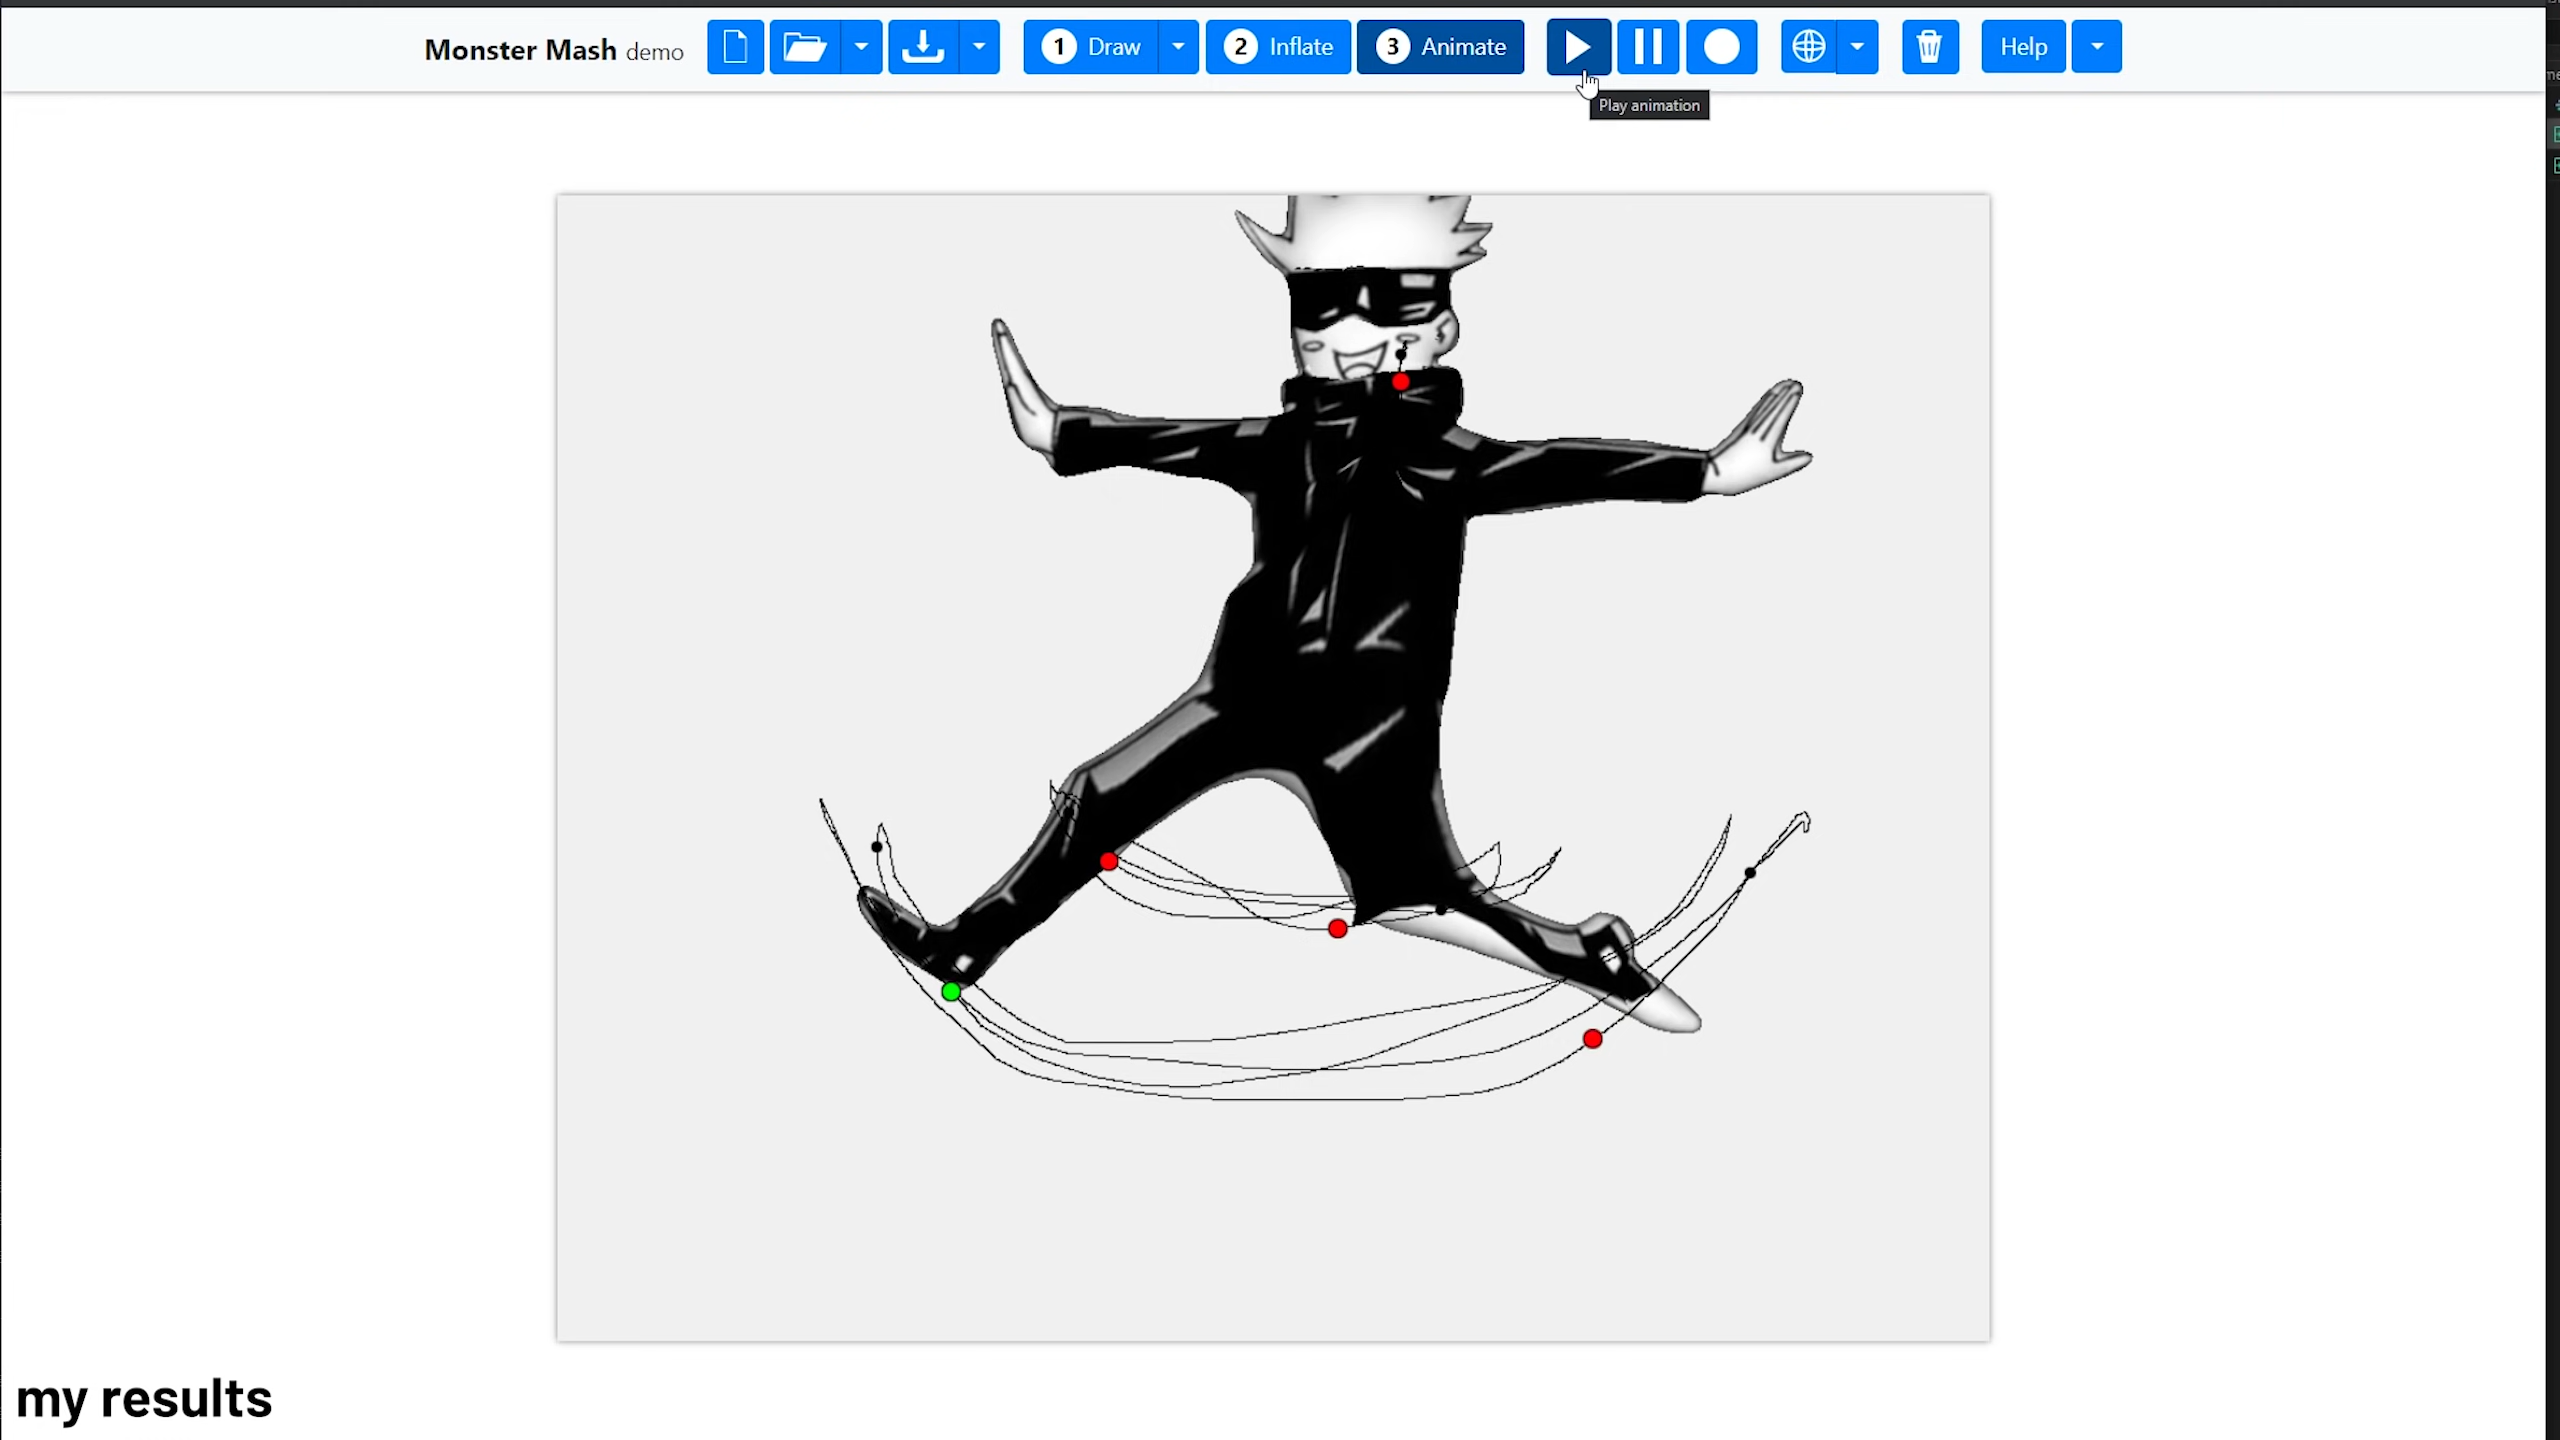 Monster Mash demo
1 Draw
2 Inflate
3 Animate
Help
Play animation
my results